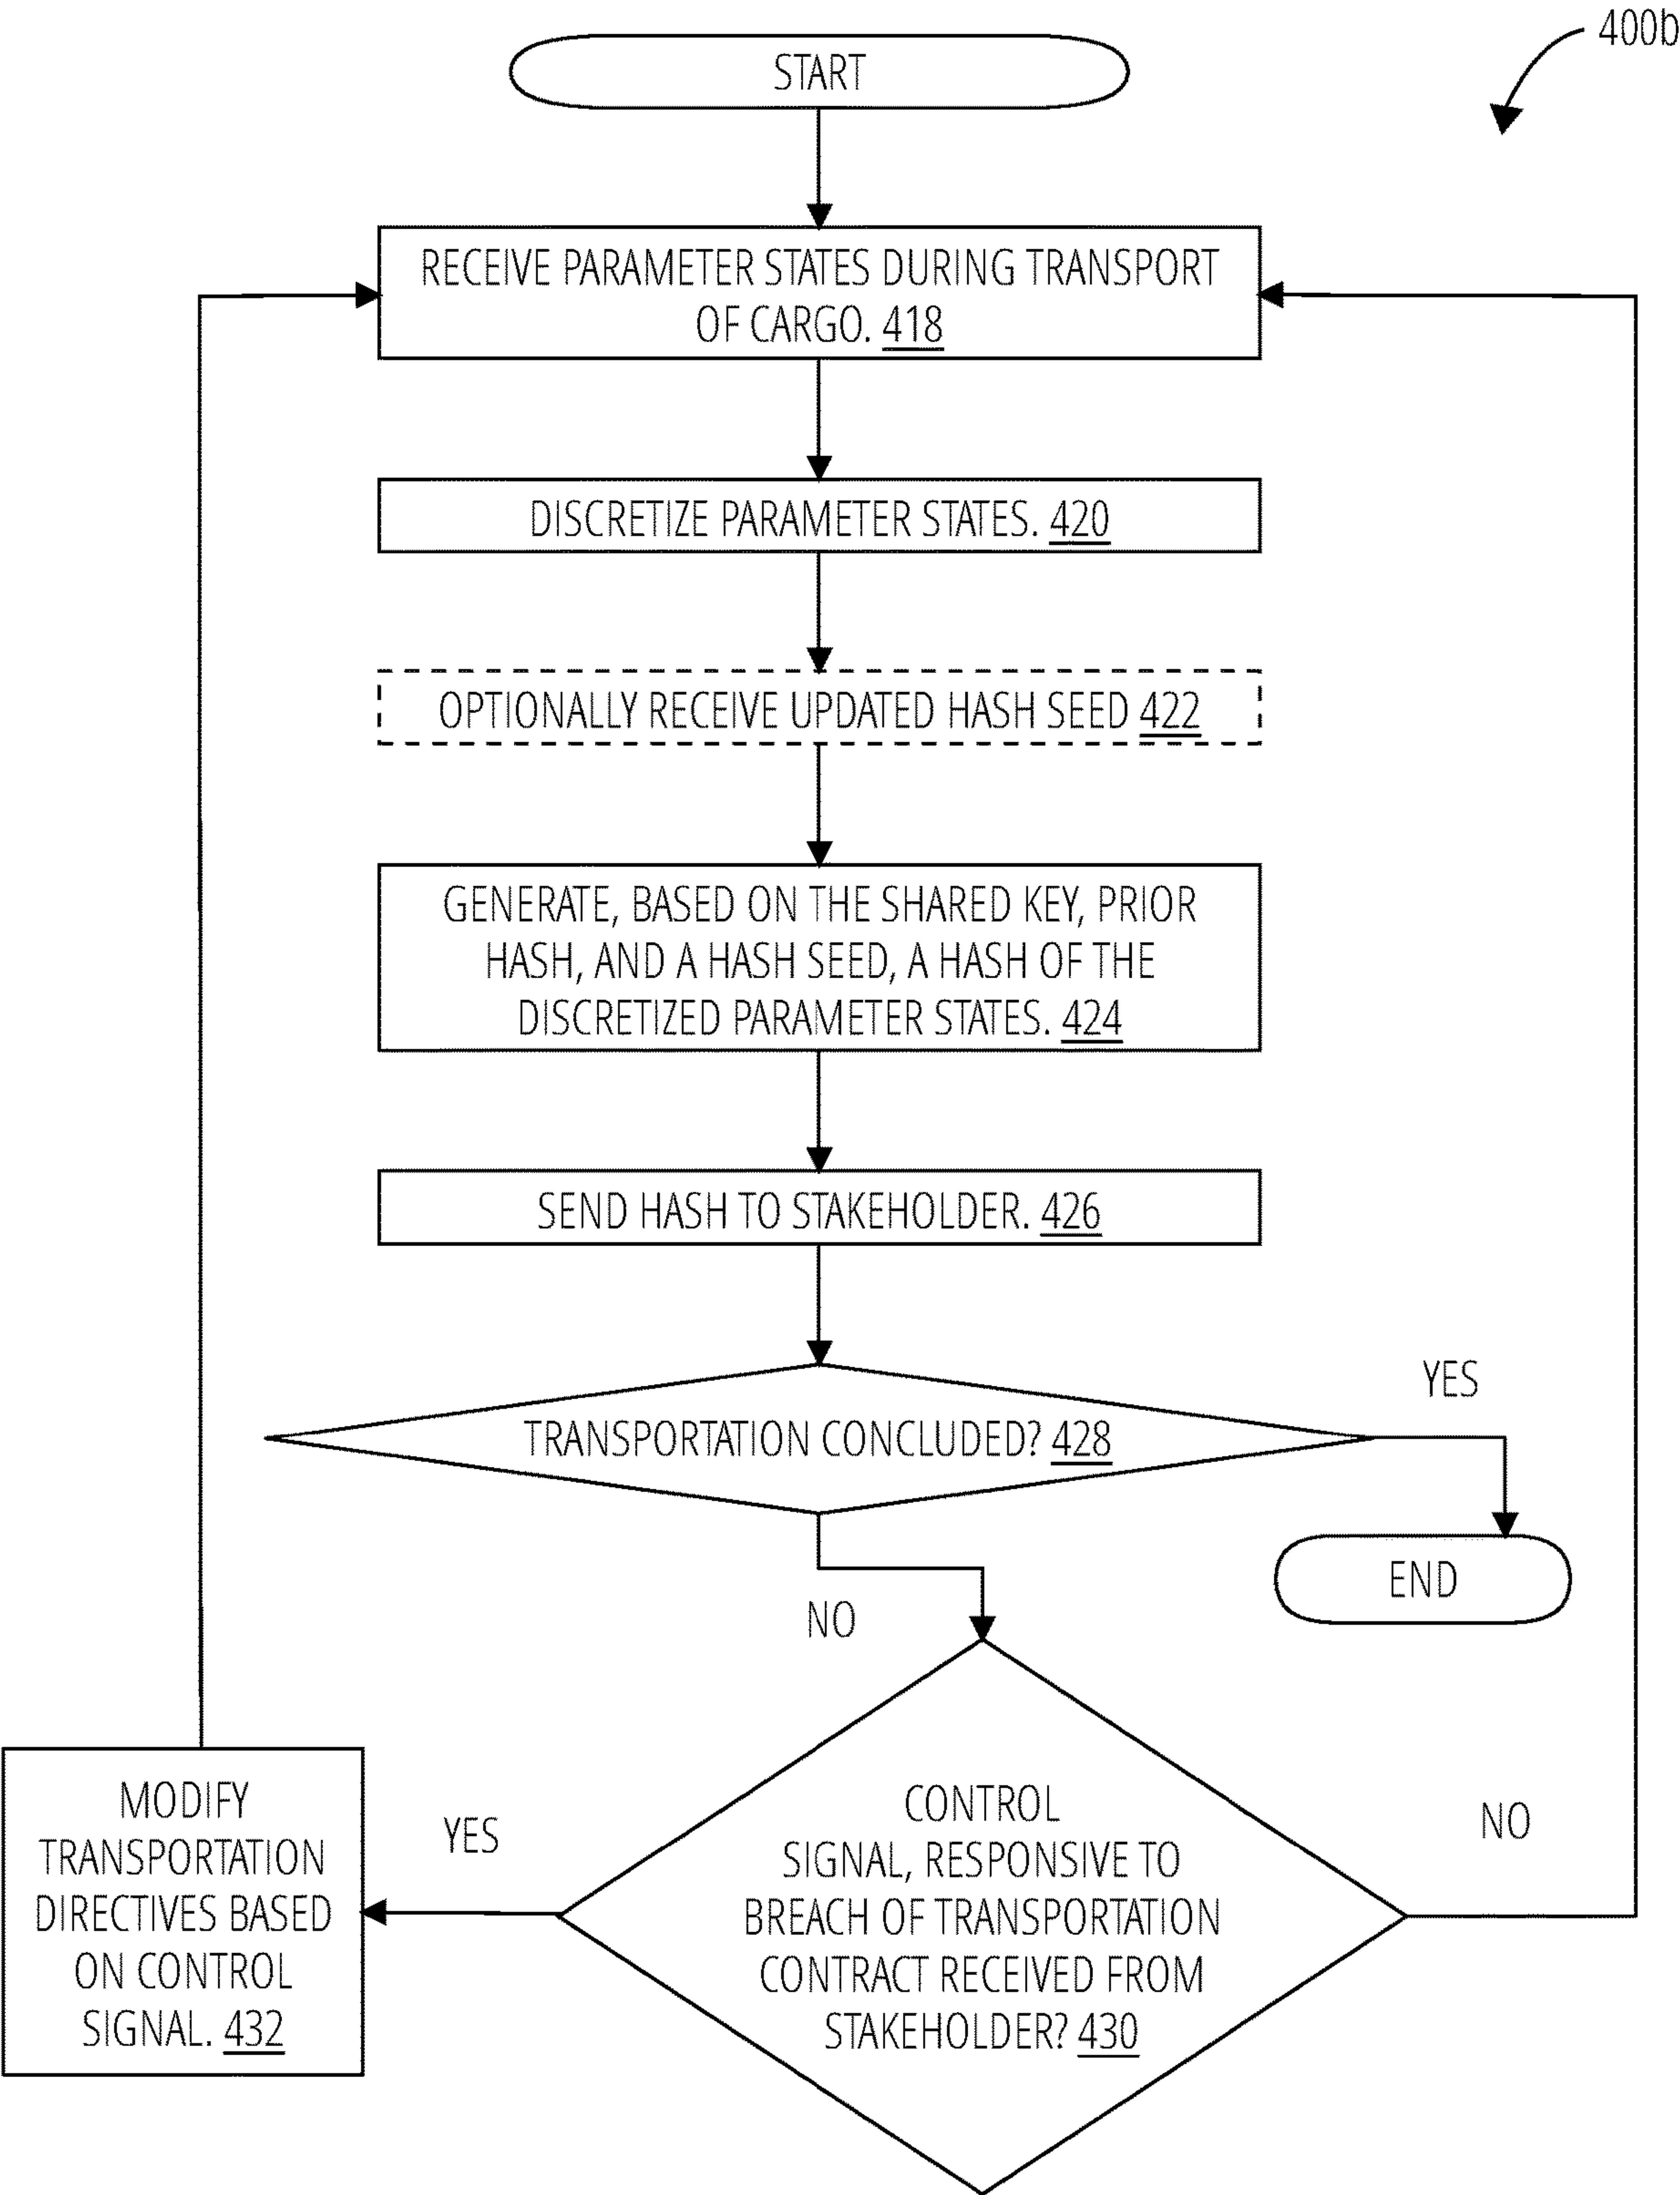 400b
START
RECEIVE PARAMETER STATES DURING TRANSPORT
OF CARGO. 418
DISCRETIZE PARAMETER STATES. 420
OPTIONALLY RECEIVE UPDATED HASH SEED 422
GENERATE, BASED ON THE SHARED KEY, PRIOR
HASH, AND A HASH SEED, A HASH OF THE
DISCRETIZED PARAMETER STATES. 424
SEND HASH TO STAKEHOLDER. 426
TRANSPORTATION CONCLUDED? 428
YES
END
NO
CONTROL
SIGNAL, RESPONSIVE TO
BREACH OF TRANSPORTATION
CONTRACT RECEIVED FROM
STAKEHOLDER? 430
NO
YES
MODIFY
TRANSPORTATION
DIRECTIVES BASED
ON CONTROL
SIGNAL. 432